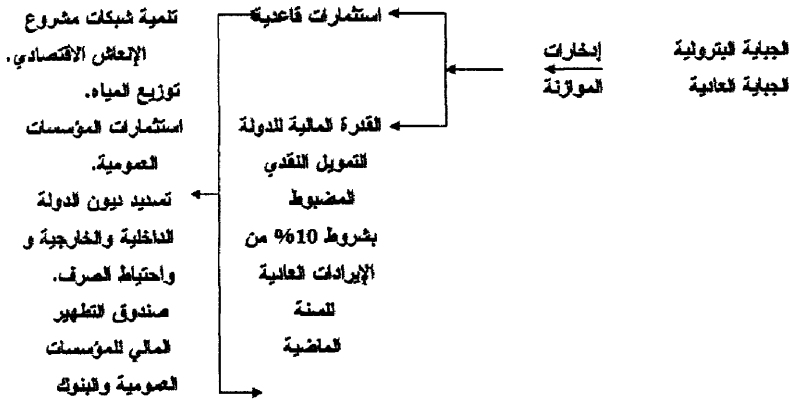 الجباية البترولية
الجباية العادية
إدخارات
الموازنة
استثمارات قاعدية
القدرة المالية للدولة
التمويل النقدي
المضبوط
بشروط 10% من
الإيرادات العادية
للسنة
الماضية
تنمية شبكات مشروع
الإنعاش الاقتصادي.
توزيع المياه.
استثمارات المؤسسات
العمومية.
تسديد ديون الدولة
الداخلية والخارجية و
واحتياط الصرف.
صندوق التطهير
المالي للمؤسسات
العمومية والبنوك